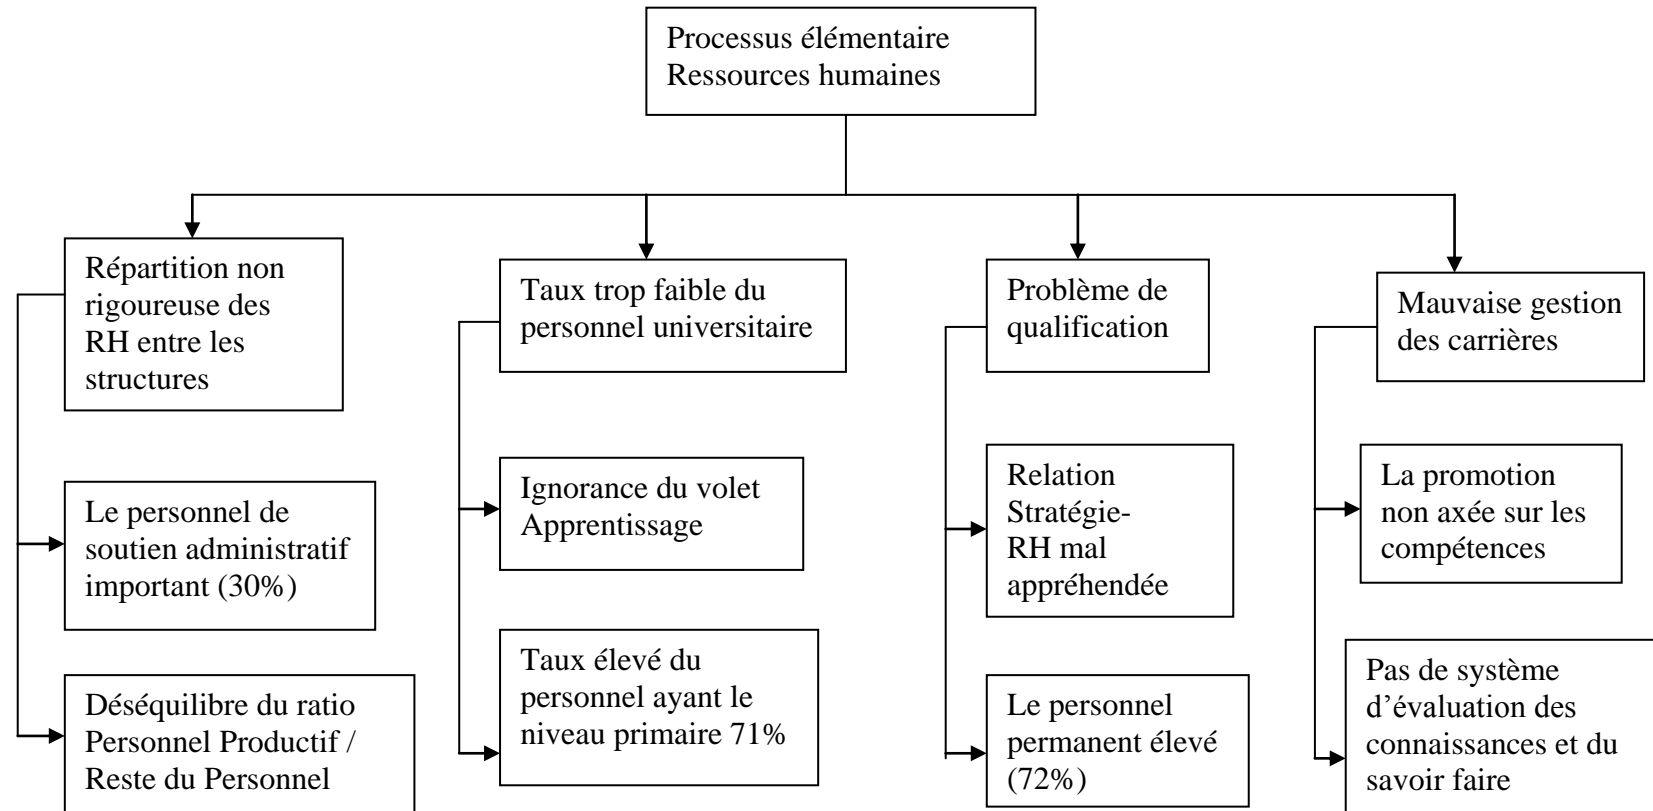 Processus élémentaire
Ressources humaines
Répartition non
rigoureuse des
RH entre les
structures
Taux trop faible du
personnel universitaire
Problème de
qualification
Mauvaise gestion
des carrières
Le personnel de
soutien administratif
important (30%)
Ignorance du volet
Apprentissage
Relation
Stratégie-
RH mal
appréhendée
La promotion
non axée sur les
compétences
Déséquilibre du ratio
Personnel Productif /
Reste du Personnel
Taux élevé du
personnel ayant le
niveau primaire 71%
Le personnel
permanent élevé
(72%)
Pas de système
d’évaluation des
connaissances et du
savoir faire